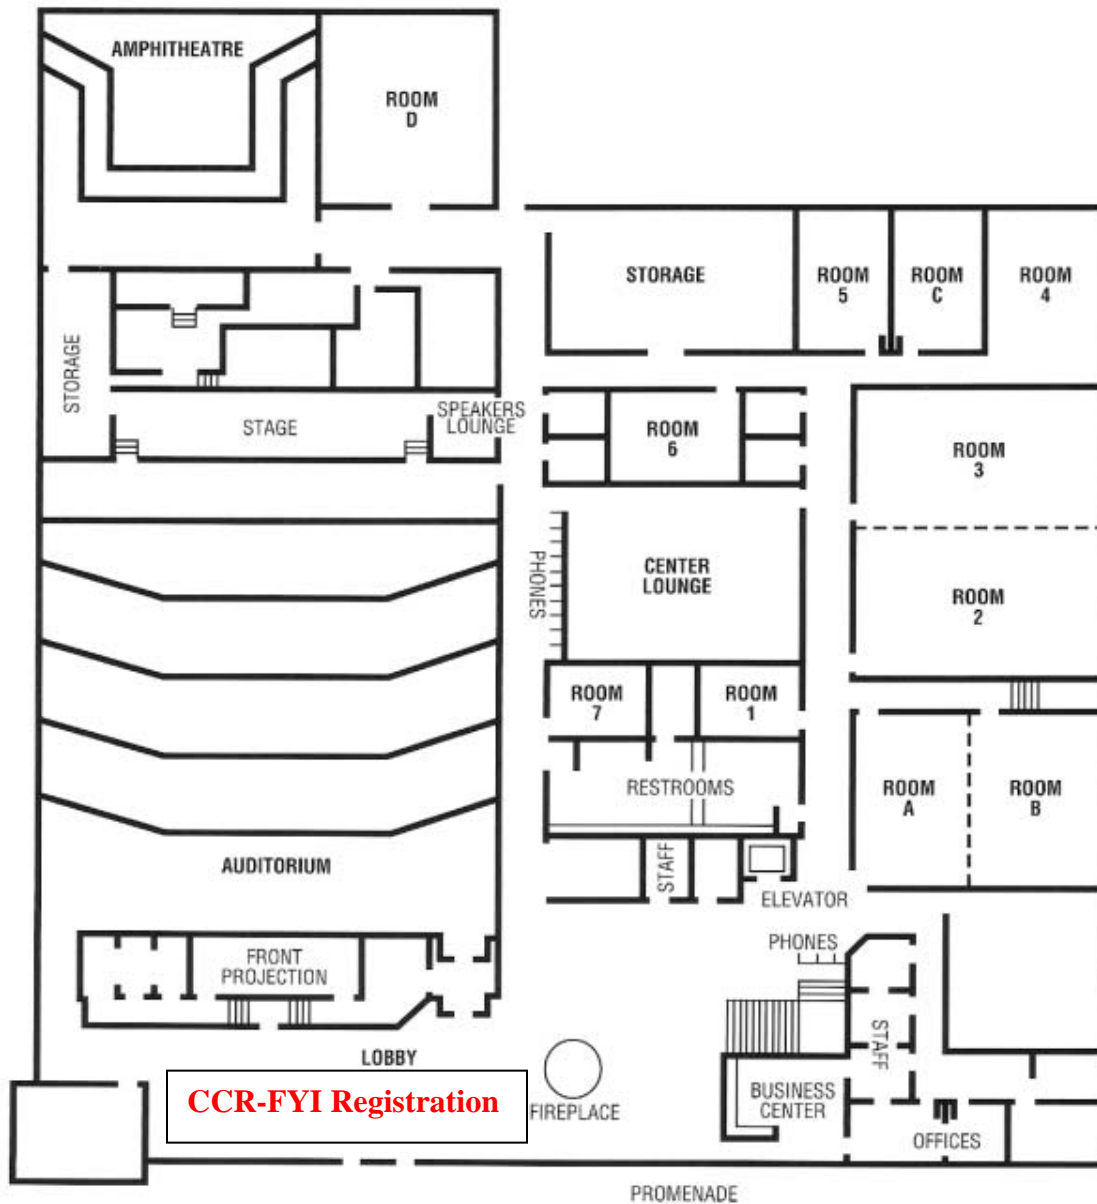 AMPHITHEATRE
ROOM
D
STORAGE
ROOM
5
ROOM
C
ROOM
4
STORAGE
STAGE
SPEAKERS
LOUNGE
ROOM
6
ROOM
3
PHONES
CENTER
LOUNGE
ROOM
2
ROOM
7
ROOM
1
RESTROOMS
ROOM
A
ROOM
B
AUDITORIUM
STAFF
ELEVATOR
PHONES
FRONT
PROJECTION
STAFF
LOBBY
CCR-FYI Registration
FIREPLACE
BUSINESS
CENTER
OFFICES
PROMENADE